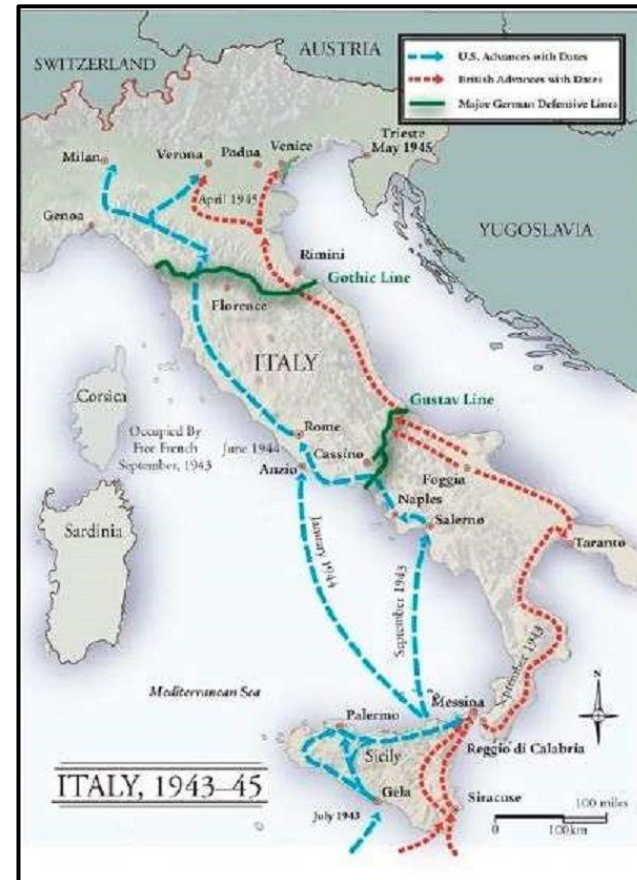 AUSTRIA
SWITZERLAND
U.S. Advances with Dates
British Advances with Dates
Major German Defensive Lines
Trieste
May 1945
Milan
Verona
Padua
Venice
April 1945
Genoa
YUGOSLAVIA
Rimini
Gothic Line
Florence
ITALY
Corsica
Gustav Line
Occupied By
Free French
September, 1943
June 1944
Rome
Cassino
Anzio
Foggia
Naples
Salerno
Sardinia
Taranto
January 1944
September 1943
September 1943
N
Mediterranean Sea
Messina
Palermo
Reggio di Calabria
Sicily
ITALY, 1943–45
Gela
Siracuse
July 1943
100 miles
100km